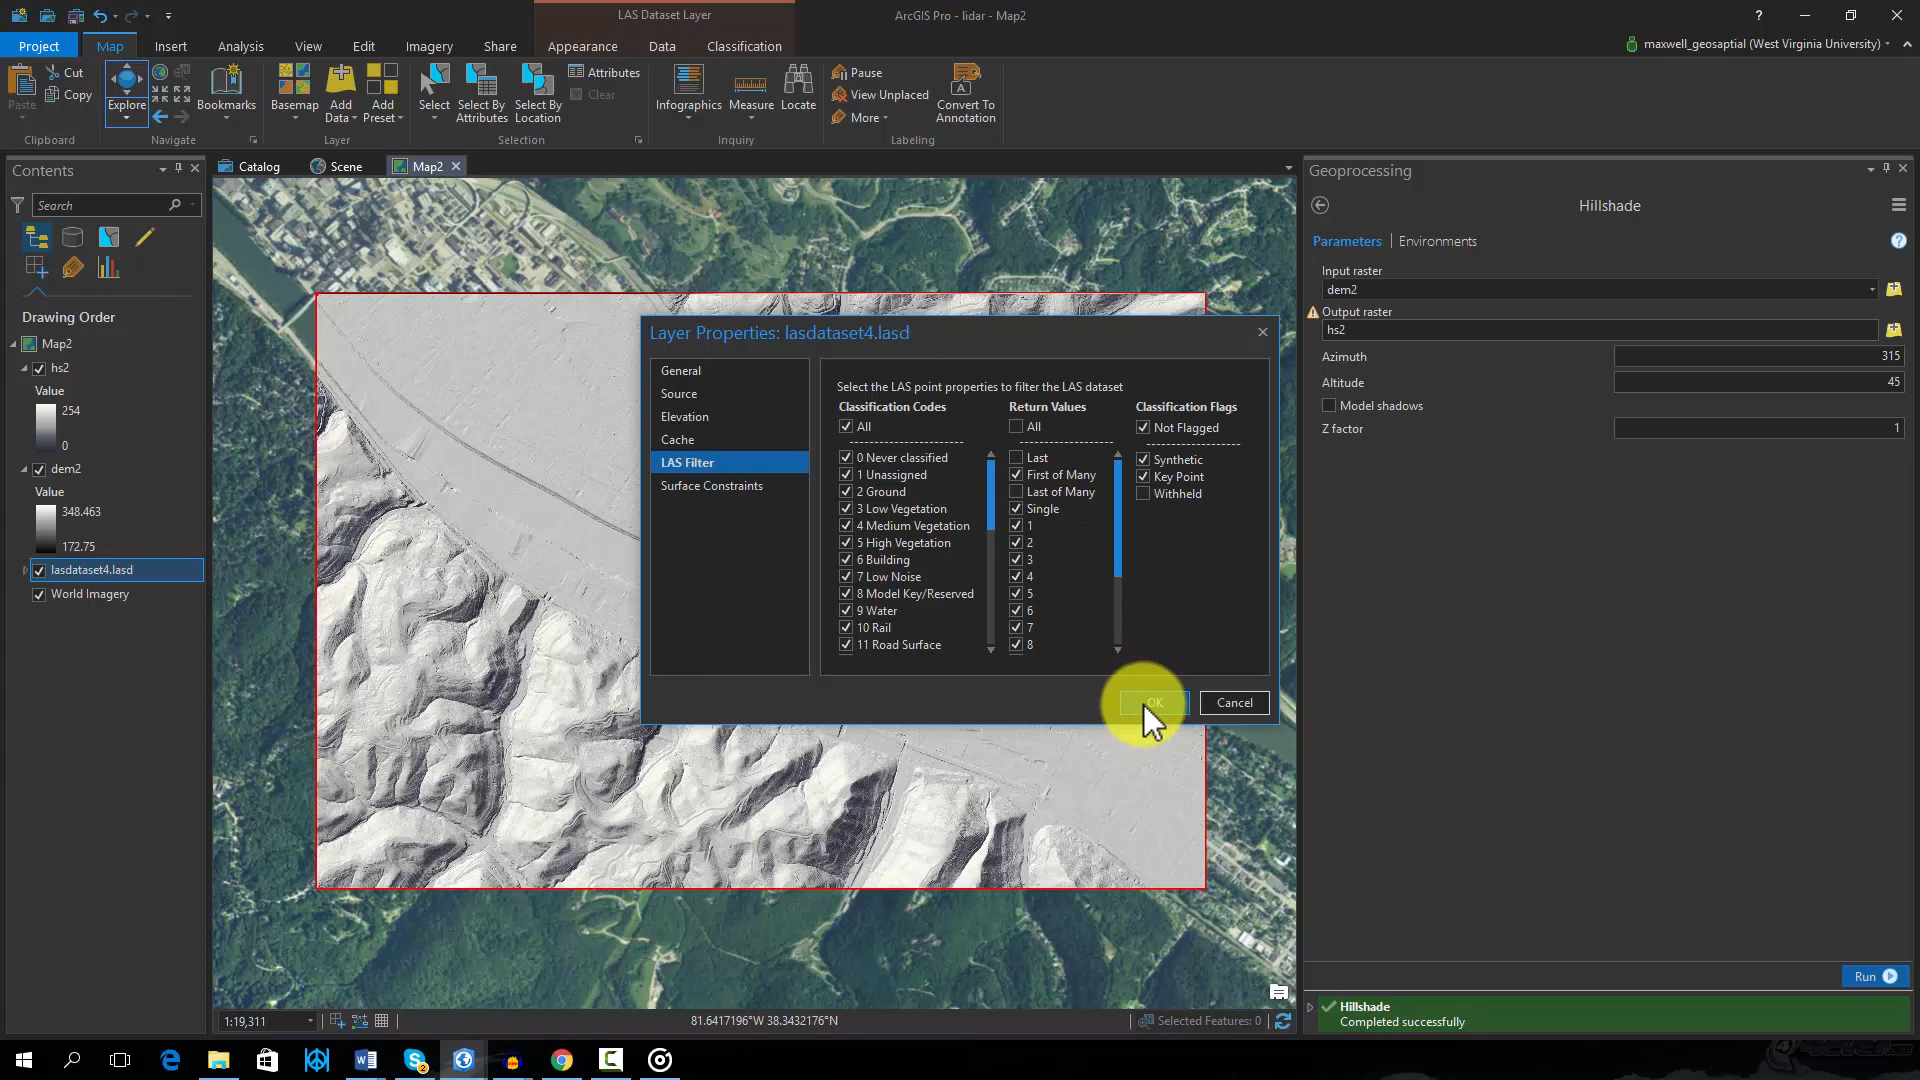 LAS Dataset Layer
ArcGIS Pro - lidar - Map2
?
Project
Map
Insert
Analysis
View
Edit
Imagery
Share
Appearance
Data
Classification
maxwell_geosaptial (West Virginia University)
Paste
Cut
Copy
Clipboard
Explore
Navigate
Bookmarks
Basemap
Add Data
Add Preset
Layer
Select
Select By Attributes
Select By Location
Attributes
Clear
Selection
Infographics
Measure
Locate
Inquiry
Pause
View Unplaced
More
Convert To Annotation
Labeling
Contents
Search
Drawing Order
Map2
hs2
Value
254
0
dem2
Value
348.463
172.75
lasdataset4.lasd
World Imagery
Catalog
Scene
Map2
Layer Properties: lasdataset4.lasd
General
Source
Elevation
Cache
LAS Filter
Surface Constraints
Select the LAS point properties to filter the LAS dataset
Classification Codes
All
0 Never classified
1 Unassigned
2 Ground
3 Low Vegetation
4 Medium Vegetation
5 High Vegetation
6 Building
7 Low Noise
8 Model Key/Reserved
9 Water
10 Rail
11 Road Surface
Return Values
All
Last
First of Many
Last of Many
Single
1
2
3
4
5
6
7
8
Classification Flags
Not Flagged
Synthetic
Key Point
Withheld
OK
Cancel
1:19,311
81.6417196°W 38.3432176°N
Selected Features: 0
Geoprocessing
Hillshade
Parameters
Environments
Input raster
dem2
Output raster
hs2
Azimuth
315
Altitude
45
Model shadows
Z factor
1
Run
Hillshade
Completed successfully